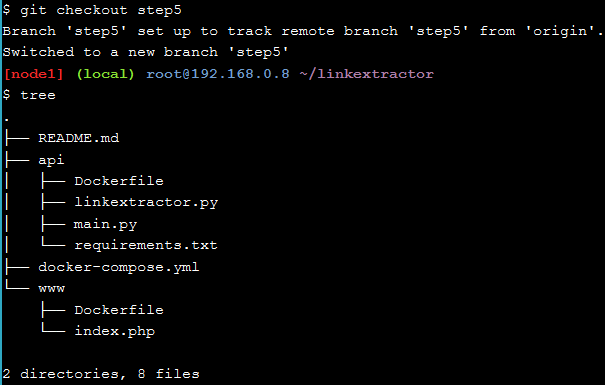 $ git checkout step5
Branch 'step5' set up to track remote branch 'step5' from 'origin'.
Switched to a new branch 'step5'
[node1] (local) root@192.168.0.8 ~/linkextractor
$ tree
.
├── README.md
├── api
│   ├── Dockerfile
│   ├── linkextractor.py
│   ├── main.py
│   └── requirements.txt
├── docker-compose.yml
└── www
    ├── Dockerfile
    └── index.php
2 directories, 8 files